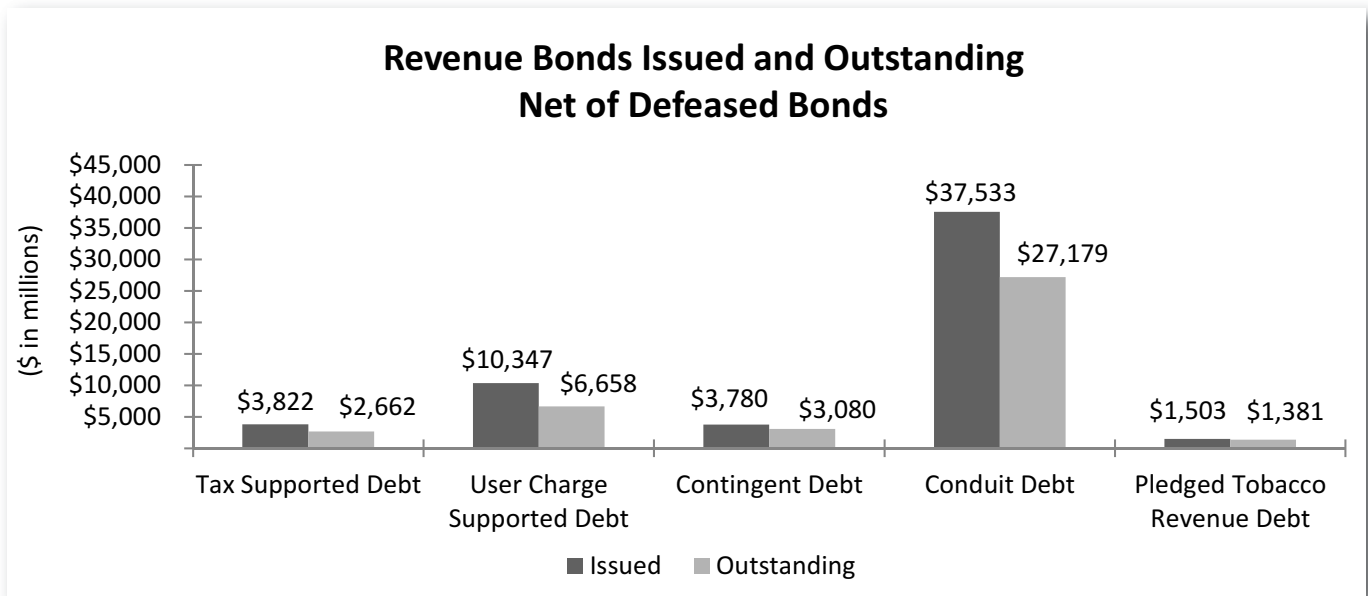 Revenue Bonds Issued and Outstanding
Net of Defeased Bonds
($ in millions)
$45,000
$40,000
$35,000
$30,000
$25,000
$20,000
$15,000
$10,000
$5,000
$3,822
$2,662
$10,347
$6,658
$3,780
$3,080
$37,533
$27,179
$1,503
$1,381
Tax Supported Debt
User Charge
Supported Debt
Contingent Debt
Conduit Debt
Pledged Tobacco
Revenue Debt
Issued
Outstanding